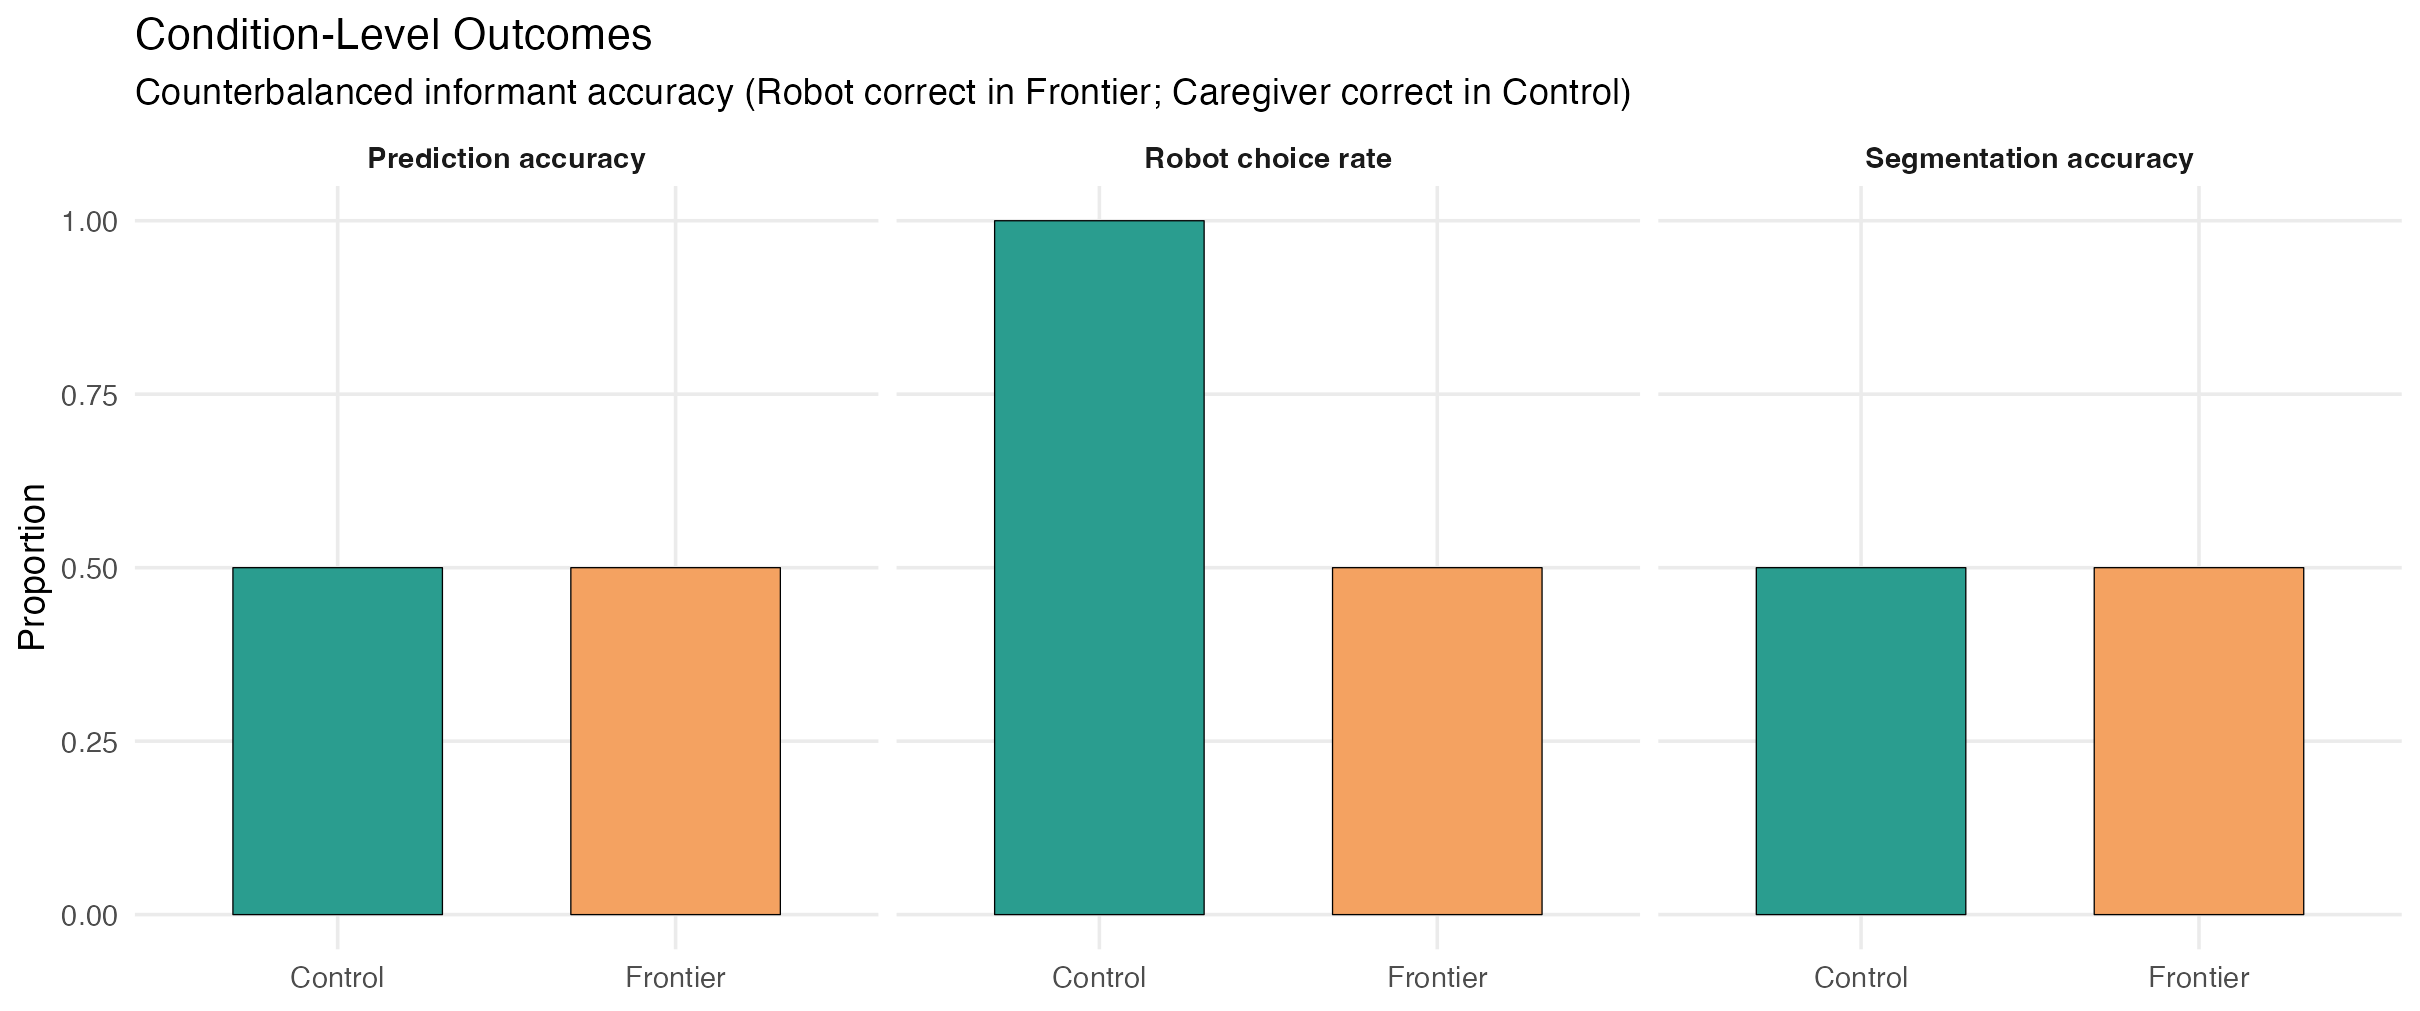 Condition-Level Outcomes
Counterbalanced informant accuracy (Robot correct in Frontier; Caregiver correct in Control)
Prediction accuracy
Robot choice rate
Segmentation accuracy
Proportion
1.00
0.75
0.50
0.25
0.00
Control
Frontier
Control
Frontier
Control
Frontier